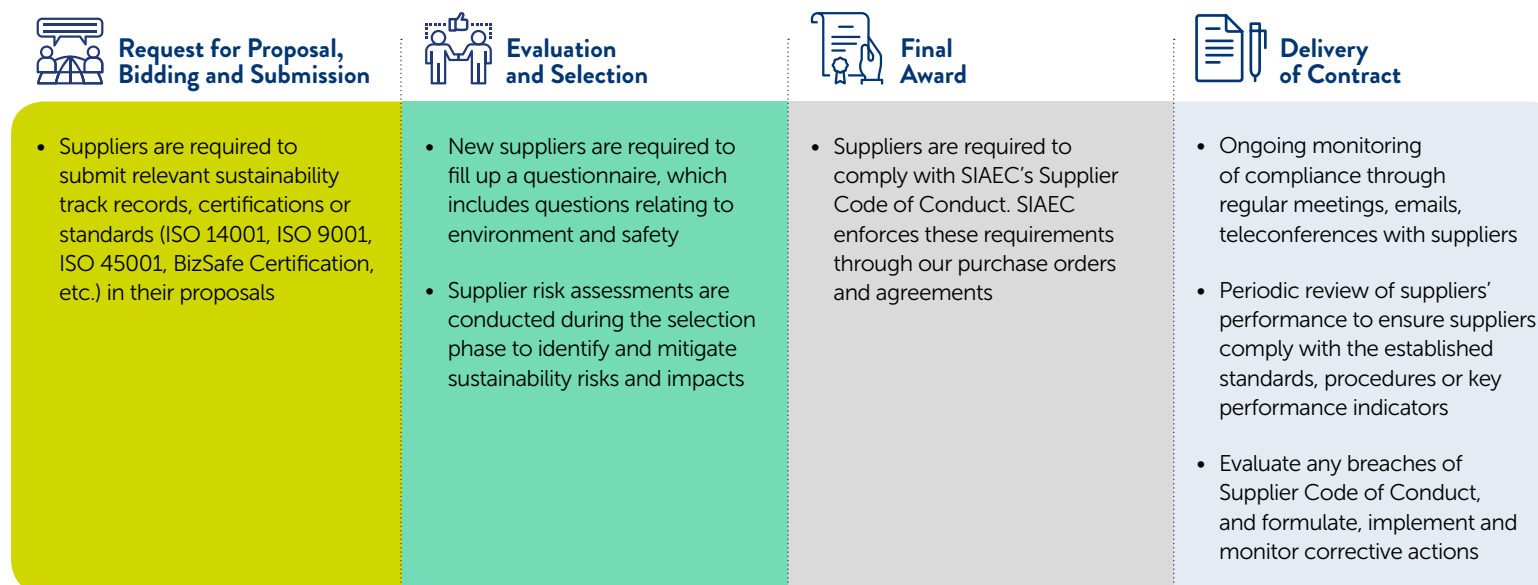 Request for Proposal,
Bidding and Submission
• Suppliers are required to
submit relevant sustainability
track records, certifications or
standards (ISO 14001, ISO 9001,
ISO 45001, BizSafe Certification,
etc.) in their proposals
Evaluation
and Selection
• New suppliers are required to
fill up a questionnaire, which
includes questions relating to
environment and safety
• Supplier risk assessments are
conducted during the selection
phase to identify and mitigate
sustainability risks and impacts
Final
Award
• Suppliers are required to
comply with SIAEC’s Supplier
Code of Conduct. SIAEC
enforces these requirements
through our purchase orders
and agreements
Delivery
of Contract
• Ongoing monitoring
of compliance through
regular meetings, emails,
teleconferences with suppliers
• Periodic review of suppliers’
performance to ensure suppliers
comply with the established
standards, procedures or key
performance indicators
• Evaluate any breaches of
Supplier Code of Conduct,
and formulate, implement and
monitor corrective actions